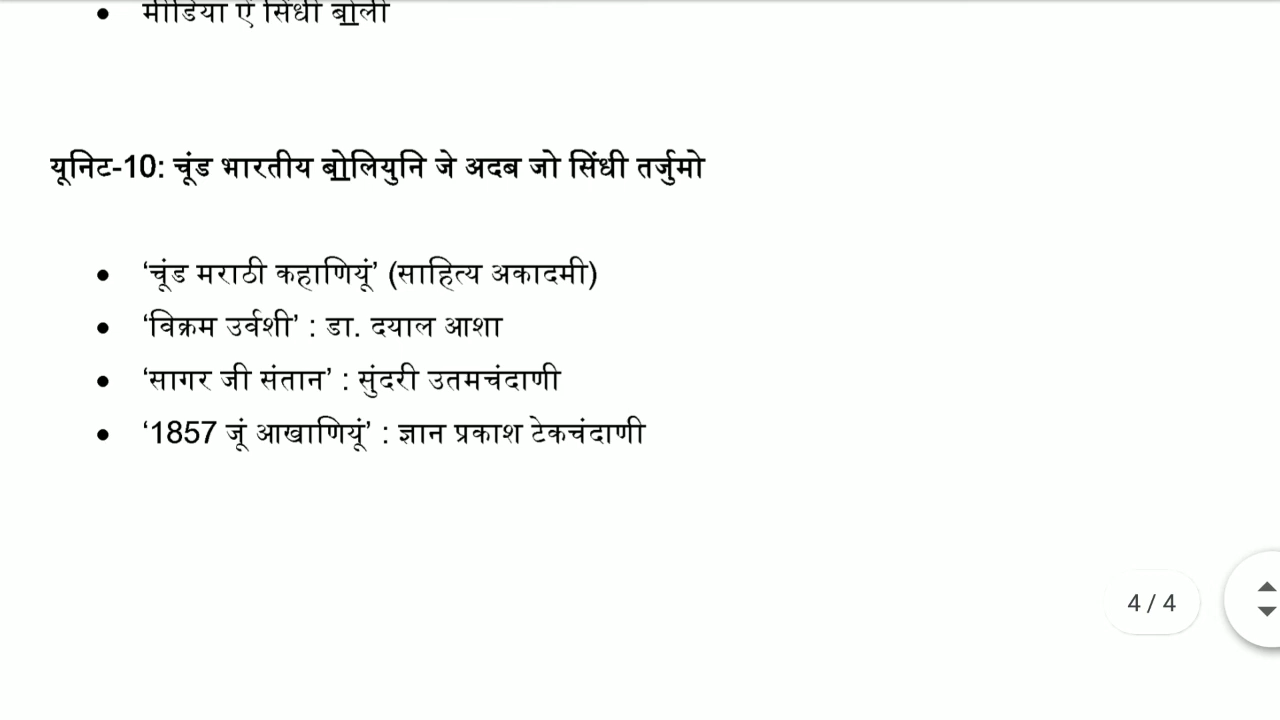 • मीडिया ऐं सिंधी ॿोली
यूनिट-10: चूंड भारतीय ॿोलियुनि जे अदब जो सिंधी तर्जुमो
• ‘चूंड मराठी कहाणियूं’ (साहित्य अकादमी)
• ‘विक्रम उर्वशी’ : डा. दयाल आशा
• ‘सागर जी संतान’ : सुंदरी उतमचंदाणी
• ‘1857 जूं आखाणियूं’ : ज्ञान प्रकाश टेकचंदाणी
4 / 4